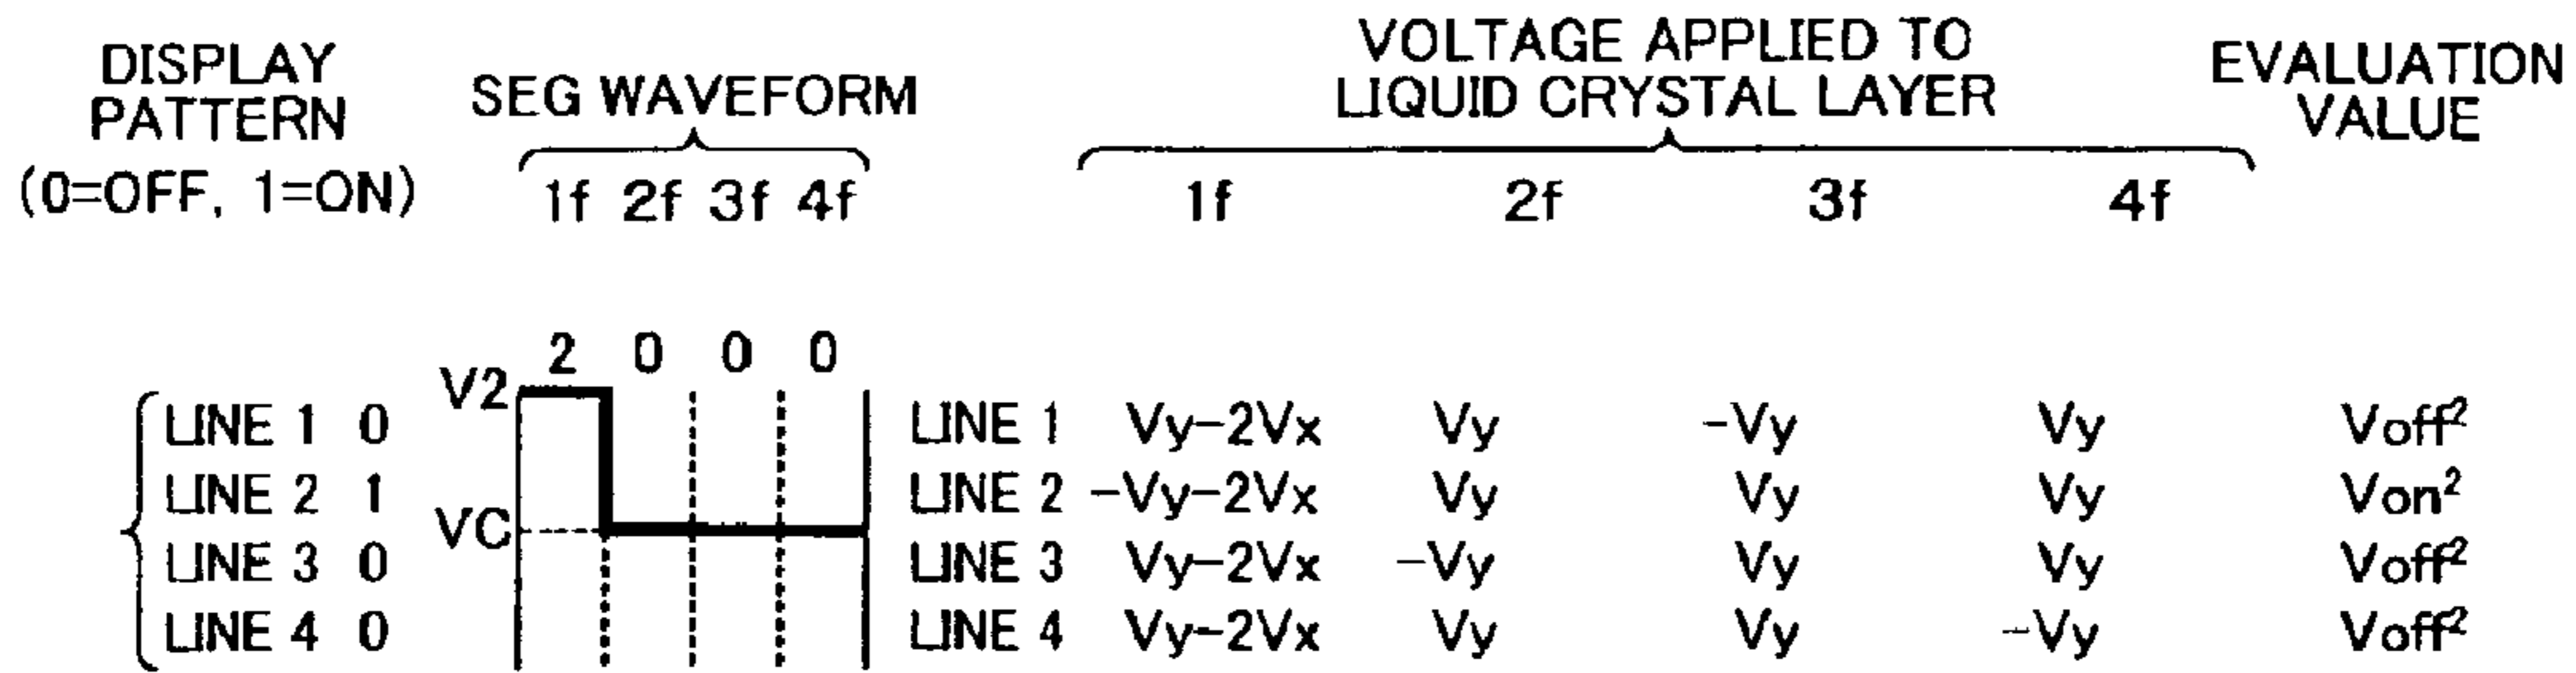 DISPLAY
PATTERN
(0=OFF, 1=ON)
SEG WAVEFORM
1f 2f 3f 4f
VOLTAGE APPLIED TO
LIQUID CRYSTAL LAYER
1f 2f 3f 4f
EVALUATION
VALUE
2 0 0 0
V2
VC
LINE 1 0
LINE 2 1
LINE 3 0
LINE 4 0
LINE 1 Vy-2Vx Vy -Vy Vy Voff²
LINE 2 -Vy-2Vx Vy Vy Vy Von²
LINE 3 Vy-2Vx -Vy Vy Vy Voff²
LINE 4 Vy-2Vx Vy Vy -Vy Voff²